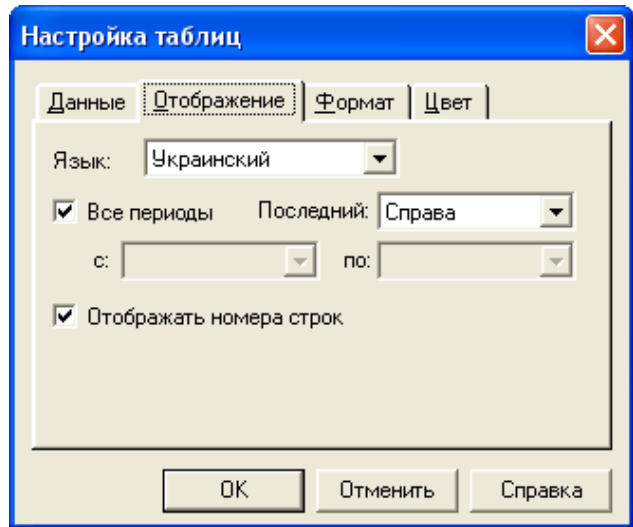 Настройка таблиц
Данные Отображение Формат Цвет
Язык: Украинский
Все периоды Последний: Справа
с: по:
Отображать номера строк
OK Отменить Справка